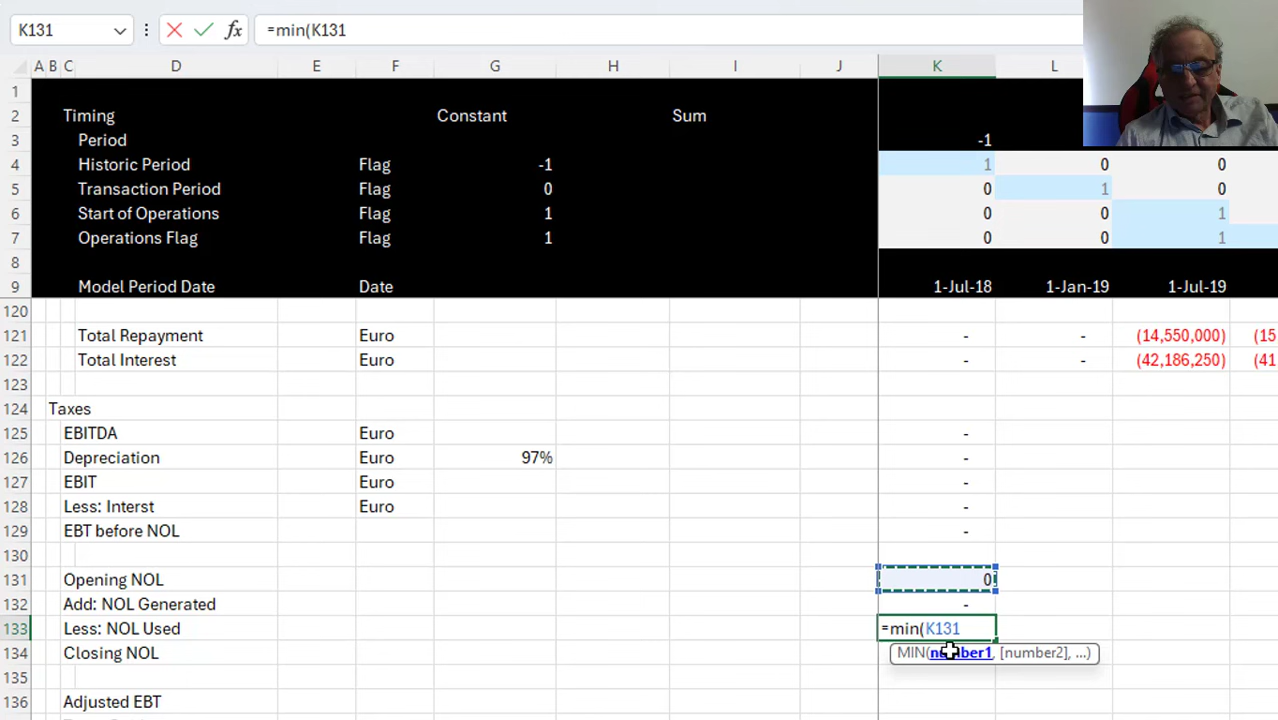 K131 fx =min(K131
A B C D E F G H I J K L
1
2 Timing Constant Sum
3 Period -1
4 Historic Period Flag -1 1 0 0
5 Transaction Period Flag 0 0 1 0
6 Start of Operations Flag 1 0 0 1
7 Operations Flag Flag 1 0 0 1
8
9 Model Period Date Date 1-Jul-18 1-Jan-19 1-Jul-19
120
121 Total Repayment Euro - - (14,550,000) (15
122 Total Interest Euro - - (42,186,250) (41
123
124 Taxes
125 EBITDA Euro -
126 Depreciation Euro 97% -
127 EBIT Euro -
128 Less: Interst Euro -
129 EBT before NOL -
130
131 Opening NOL 0
132 Add: NOL Generated -
133 Less: NOL Used =min(K131
134 Closing NOL MIN(number1, [number2], ...)
135
136 Adjusted EBT